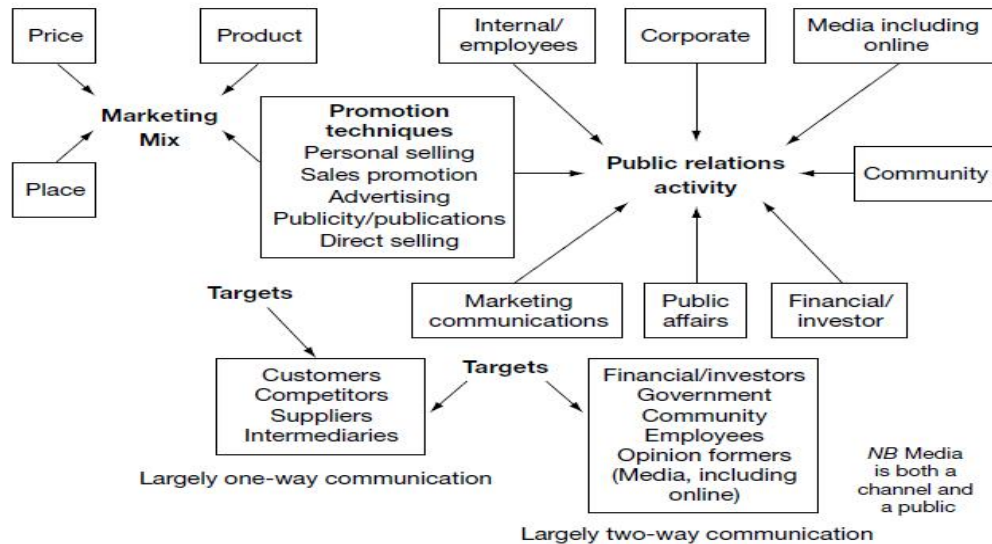 Price
Product
Internal/
employees
Corporate
Media including
online
Marketing
Mix
Promotion
techniques
Personal selling
Sales promotion
Advertising
Publicity/publications
Direct selling
Public relations
activity
Place
Community
Targets
Marketing
communications
Public
affairs
Financial/
investor
Customers
Competitors
Suppliers
Intermediaries
Targets
Financial/investors
Government
Community
Employees
Opinion formers
(Media, including
online)
NB Media
is both a
channel and
a public
Largely one-way communication
Largely two-way communication